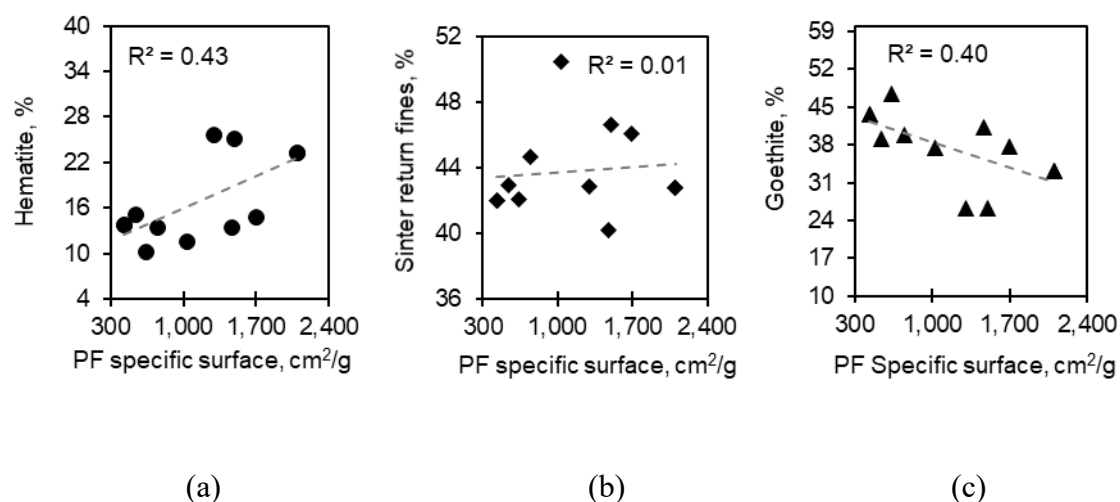 40
34
28
22
16
10
4
Hematite, %
R² = 0.43
300 1,000 1,700 2,400
PF specific surface, cm²/g
(a)
52
48
44
40
36
Sinter return fines, %
R² = 0.01
300 1,000 1,700 2,400
PF specific surface, cm²/g
(b)
59
52
45
38
31
24
17
10
Goethite, %
R² = 0.40
300 1,000 1,700 2,400
PF Specific surface, cm²/g
(c)